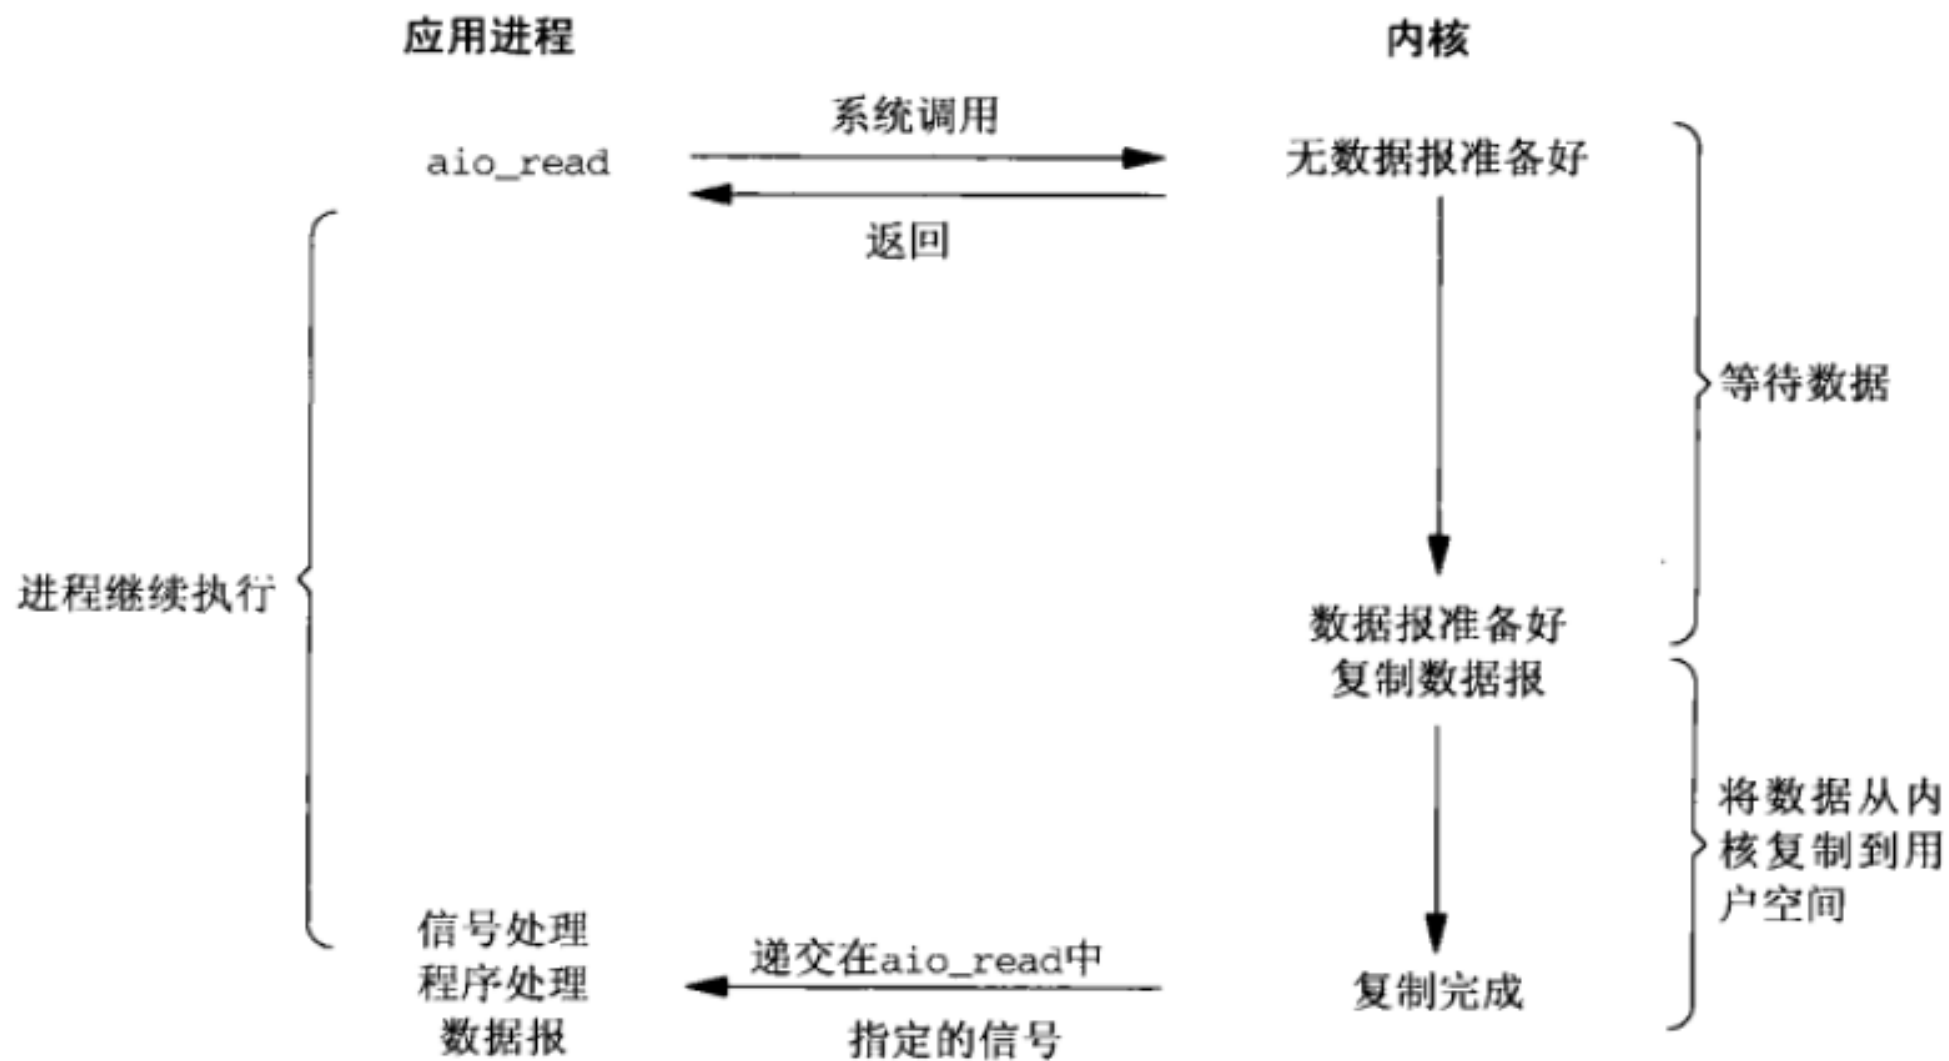 应用进程
内核
系统调用
aio_read
无数据报准备好
返回
等待数据
进程继续执行
数据报准备好
复制数据报
将数据从内
核复制到用
户空间
信号处理
程序处理
数据报
递交在aio_read中
指定的信号
复制完成